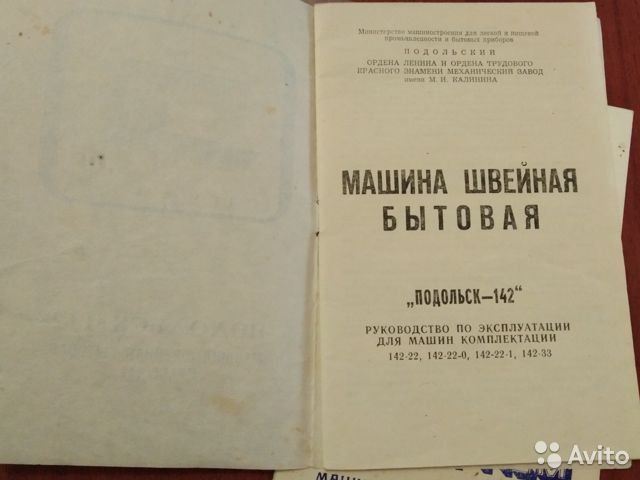 Министерство машиностроения для легкой и пищевой
промышленности и бытовых приборов
ПОДОЛЬСКИЙ
ОРДЕНА ЛЕНИНА И ОРДЕНА ТРУДОВОГО
КРАСНОГО ЗНАМЕНИ МЕХАНИЧЕСКИЙ ЗАВОД
имени М. И. КАЛИНИНА
МАШИНА ШВЕЙНАЯ
БЫТОВАЯ
„ПОДОЛЬСК—142“
РУКОВОДСТВО ПО ЭКСПЛУАТАЦИИ
ДЛЯ МАШИН КОМПЛЕКТАЦИИ
142-22, 142-22-0, 142-22-1, 142-33
Avito